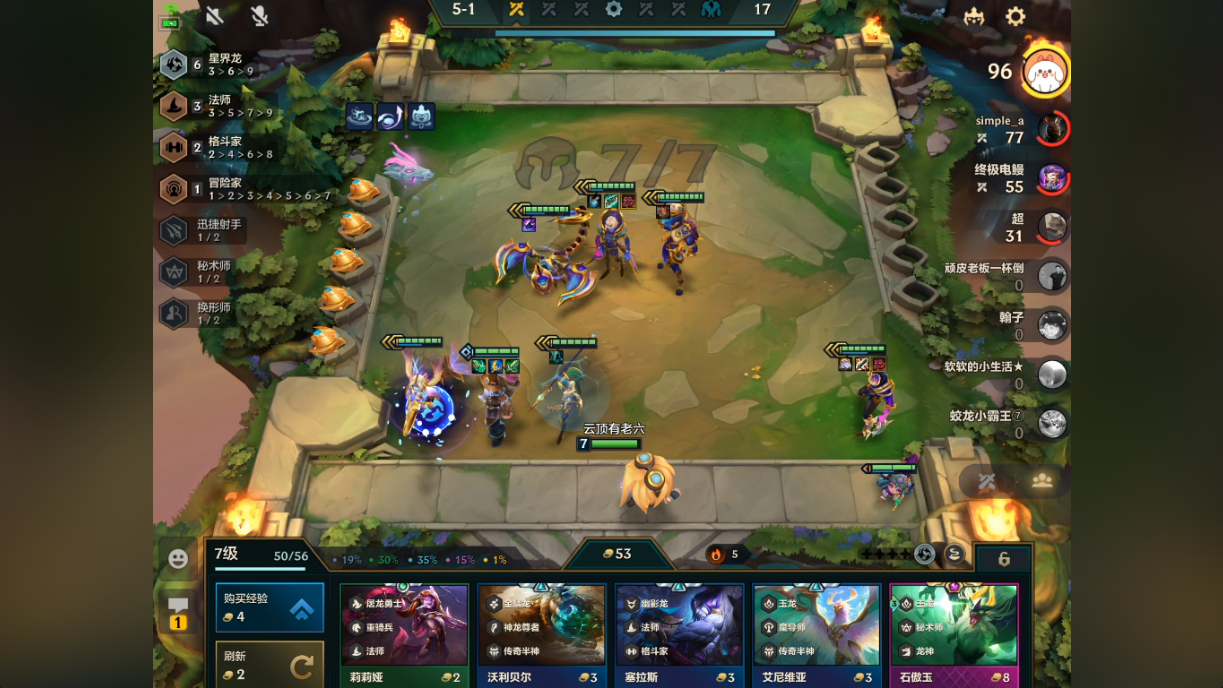 5-1
17
6 星界龙
3 > 6 > 9
3 法师
3 > 5 > 7 > 9
2 格斗家
2 > 4 > 6 > 8
1 冒险家
1 > 2 > 3 > 4 > 5 > 6 > 7
迅捷射手
1 / 2
秘术师
1 / 2
换形师
1 / 2
7/7
96
simple_a
77
终极电鳗
55
超
31
顽皮老板一杯倒
0
翰子
0
软软的小生活★
0
蛟龙小霸王⑦
0
云顶有老六
7
7级 50/56
19% 30% 35% 15% 1%
53
5
购买经验
4
刷新
2
1
屠龙勇士
重骑兵
法师
莉莉娅 2
金鳞龙
神龙尊者
传奇半神
沃利贝尔 3
幽影龙
法师
格斗家
塞拉斯 3
玉龙
魔导师
传奇半神
艾尼维亚 3
3 玉龙
秘术师
龙神
石傲玉 8